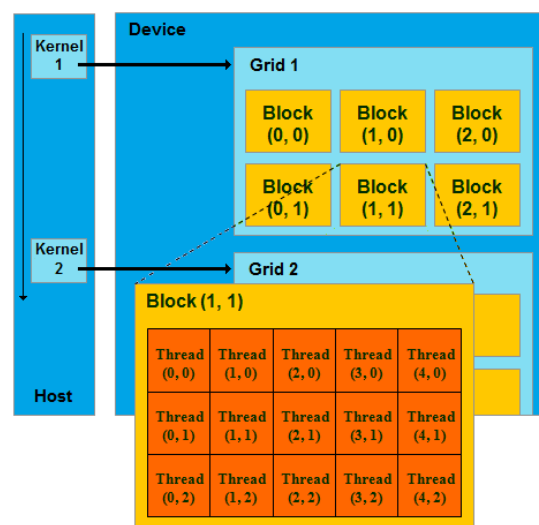 Device
Kernel
1
Grid 1
Block
(0, 0)
Block
(1, 0)
Block
(2, 0)
Block
(0, 1)
Block
(1, 1)
Block
(2, 1)
Kernel
2
Grid 2
Host
Block (1, 1)
Thread
(0, 0)
Thread
(1, 0)
Thread
(2, 0)
Thread
(3, 0)
Thread
(4, 0)
Thread
(0, 1)
Thread
(1, 1)
Thread
(2, 1)
Thread
(3, 1)
Thread
(4, 1)
Thread
(0, 2)
Thread
(1, 2)
Thread
(2, 2)
Thread
(3, 2)
Thread
(4, 2)